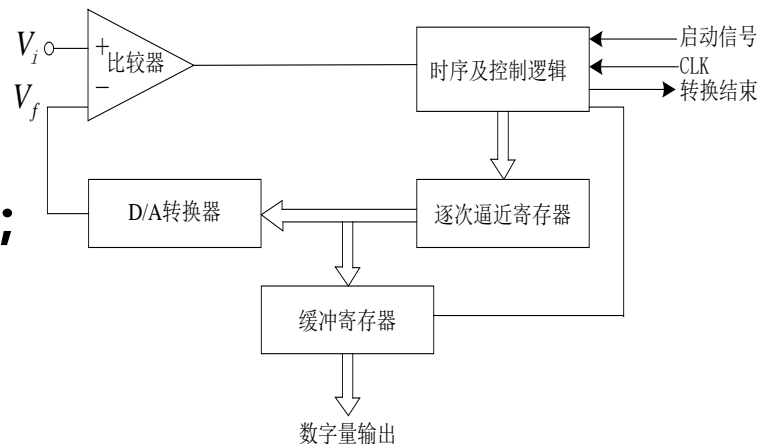 启动信号
V_i
+
比较器
时序及控制逻辑
CLK
V_f
−
转换结束
;
D/A转换器
逐次逼近寄存器
缓冲寄存器
数字量输出